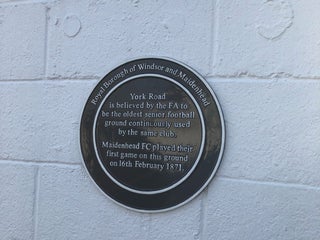 Royal Borough of Windsor and Maidenhead
York Road
is believed by the FA to
be the oldest senior football
ground continuously used
by the same club.
Maidenhead FC played their
first game on this ground
on 16th February 1871.